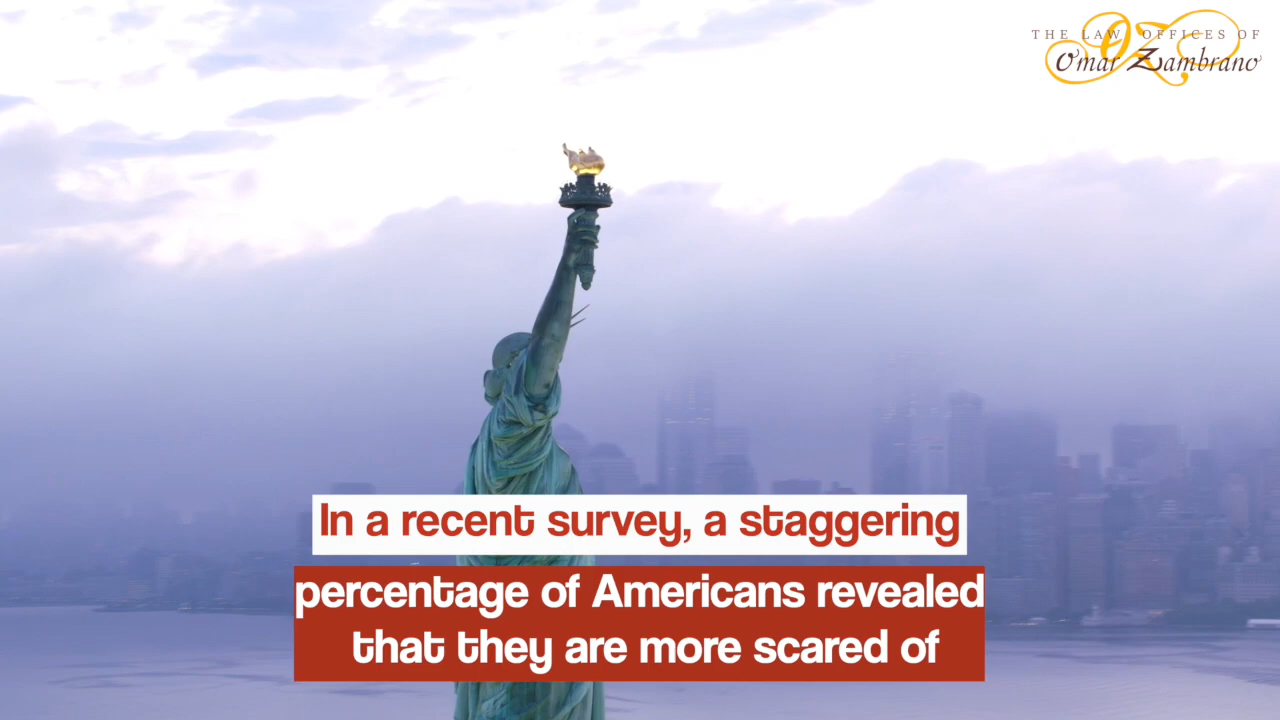 THE LAW OFFICES OF
Omar Zambrano
In a recent survey, a staggering
percentage of Americans revealed
that they are more scared of